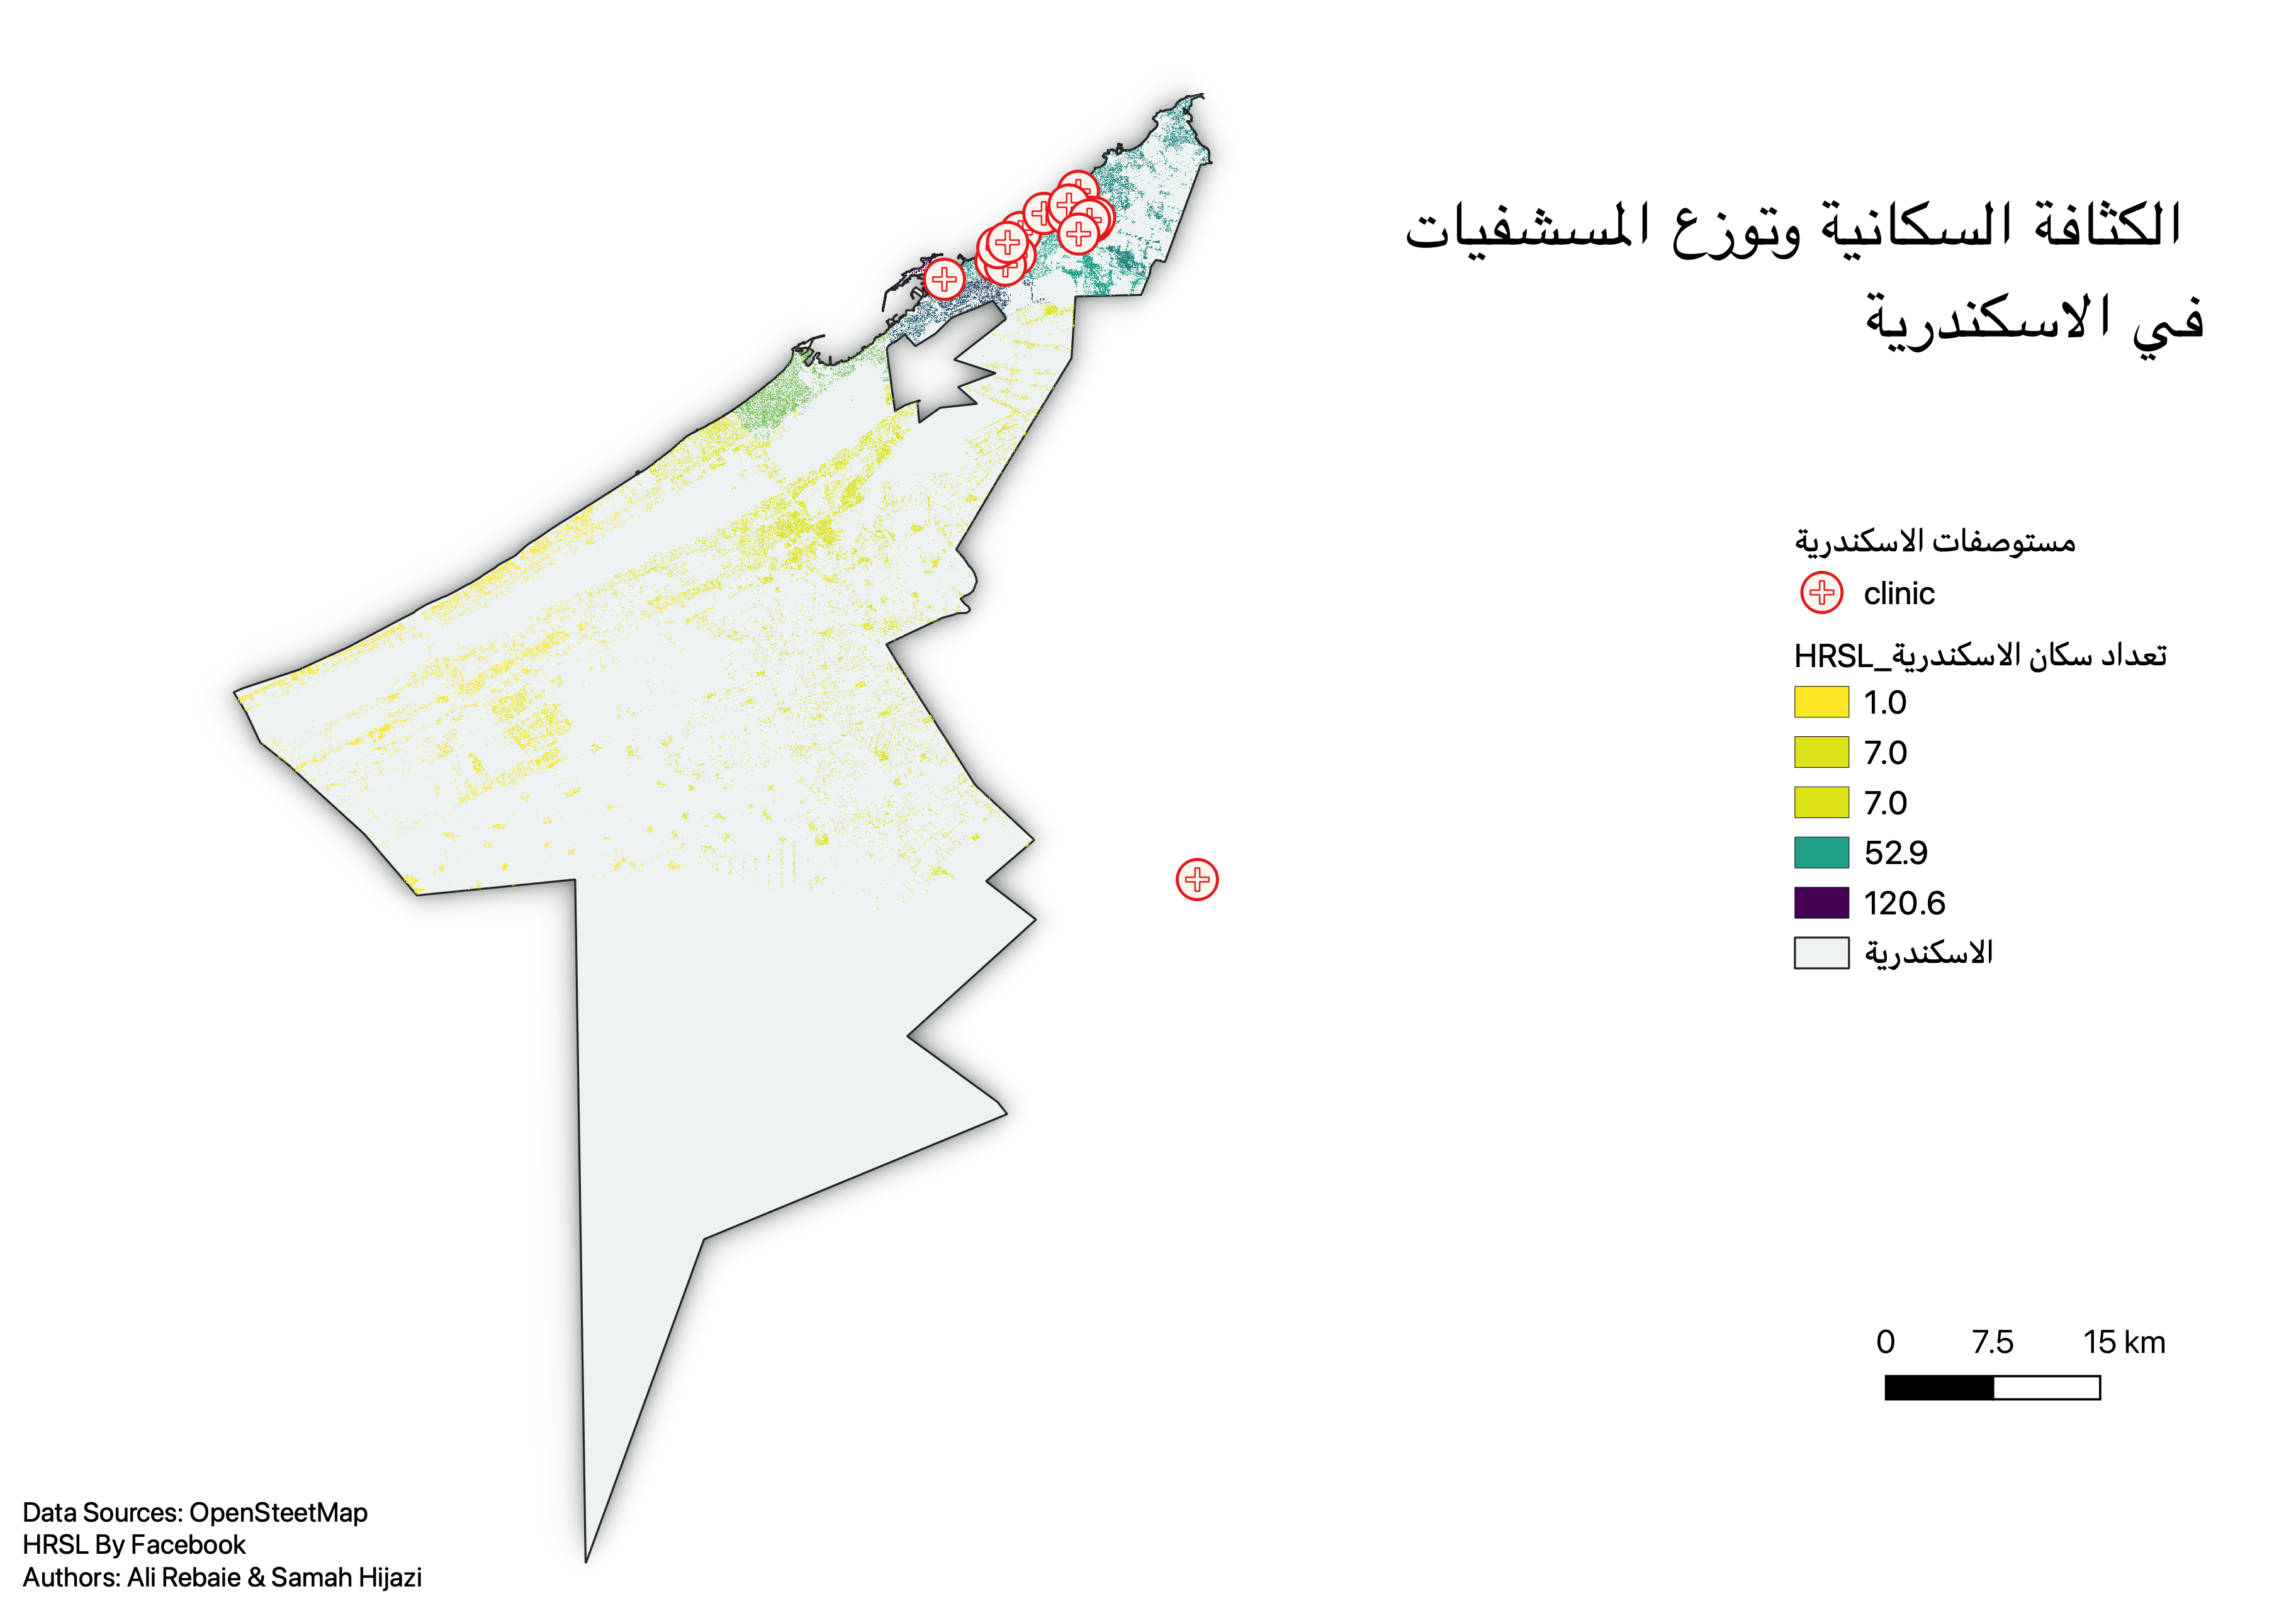 الكثافة السكانية وتوزع المسشفيات
في الاسكندرية
مستوصفات الاسكندرية
clinic
تعداد سكان الاسكندرية_HRSL
1.0
7.0
7.0
52.9
120.6
الاسكندرية
0 7.5 15 km
Data Sources: OpenSteetMap
HRSL By Facebook
Authors: Ali Rebaie & Samah Hijazi